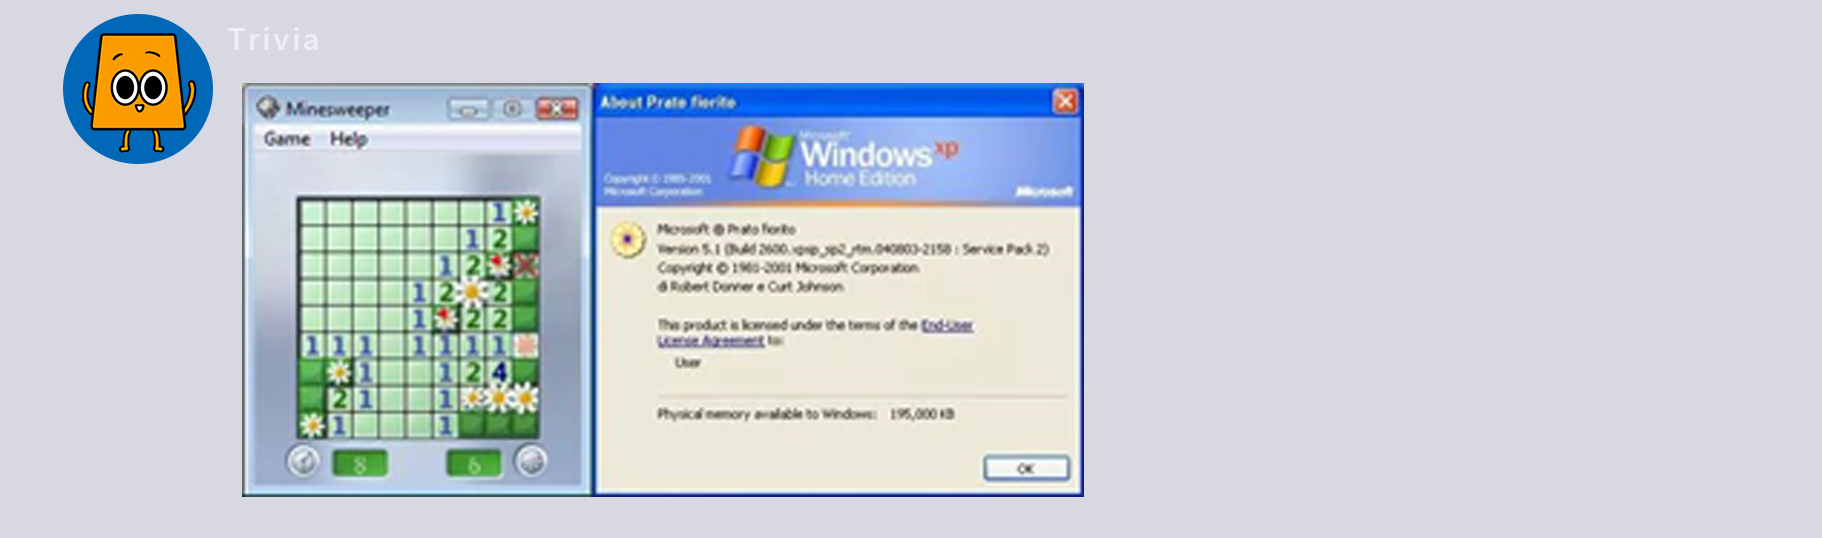 Trivia
Minesweeper
Game Help
1
1 2
1 2
1 2 2
1 2 2
1 1 1 1 1 1 1
1 1 2 4
2 1 1
1 1
8 6
About Prato fiorito
Microsoft
Windows xp
Home Edition
Copyright © 1985-2001
Microsoft Corporation
Microsoft
Microsoft ® Prato fiorito
Version 5.1 (Build 2600.xpsp_sp2_rtm.040803-2158 : Service Pack 2)
Copyright © 1981-2001 Microsoft Corporation
di Robert Donner e Curt Johnson
This product is licensed under the terms of the End-User
License Agreement to:
User
Physical memory available to Windows: 195,000 KB
OK